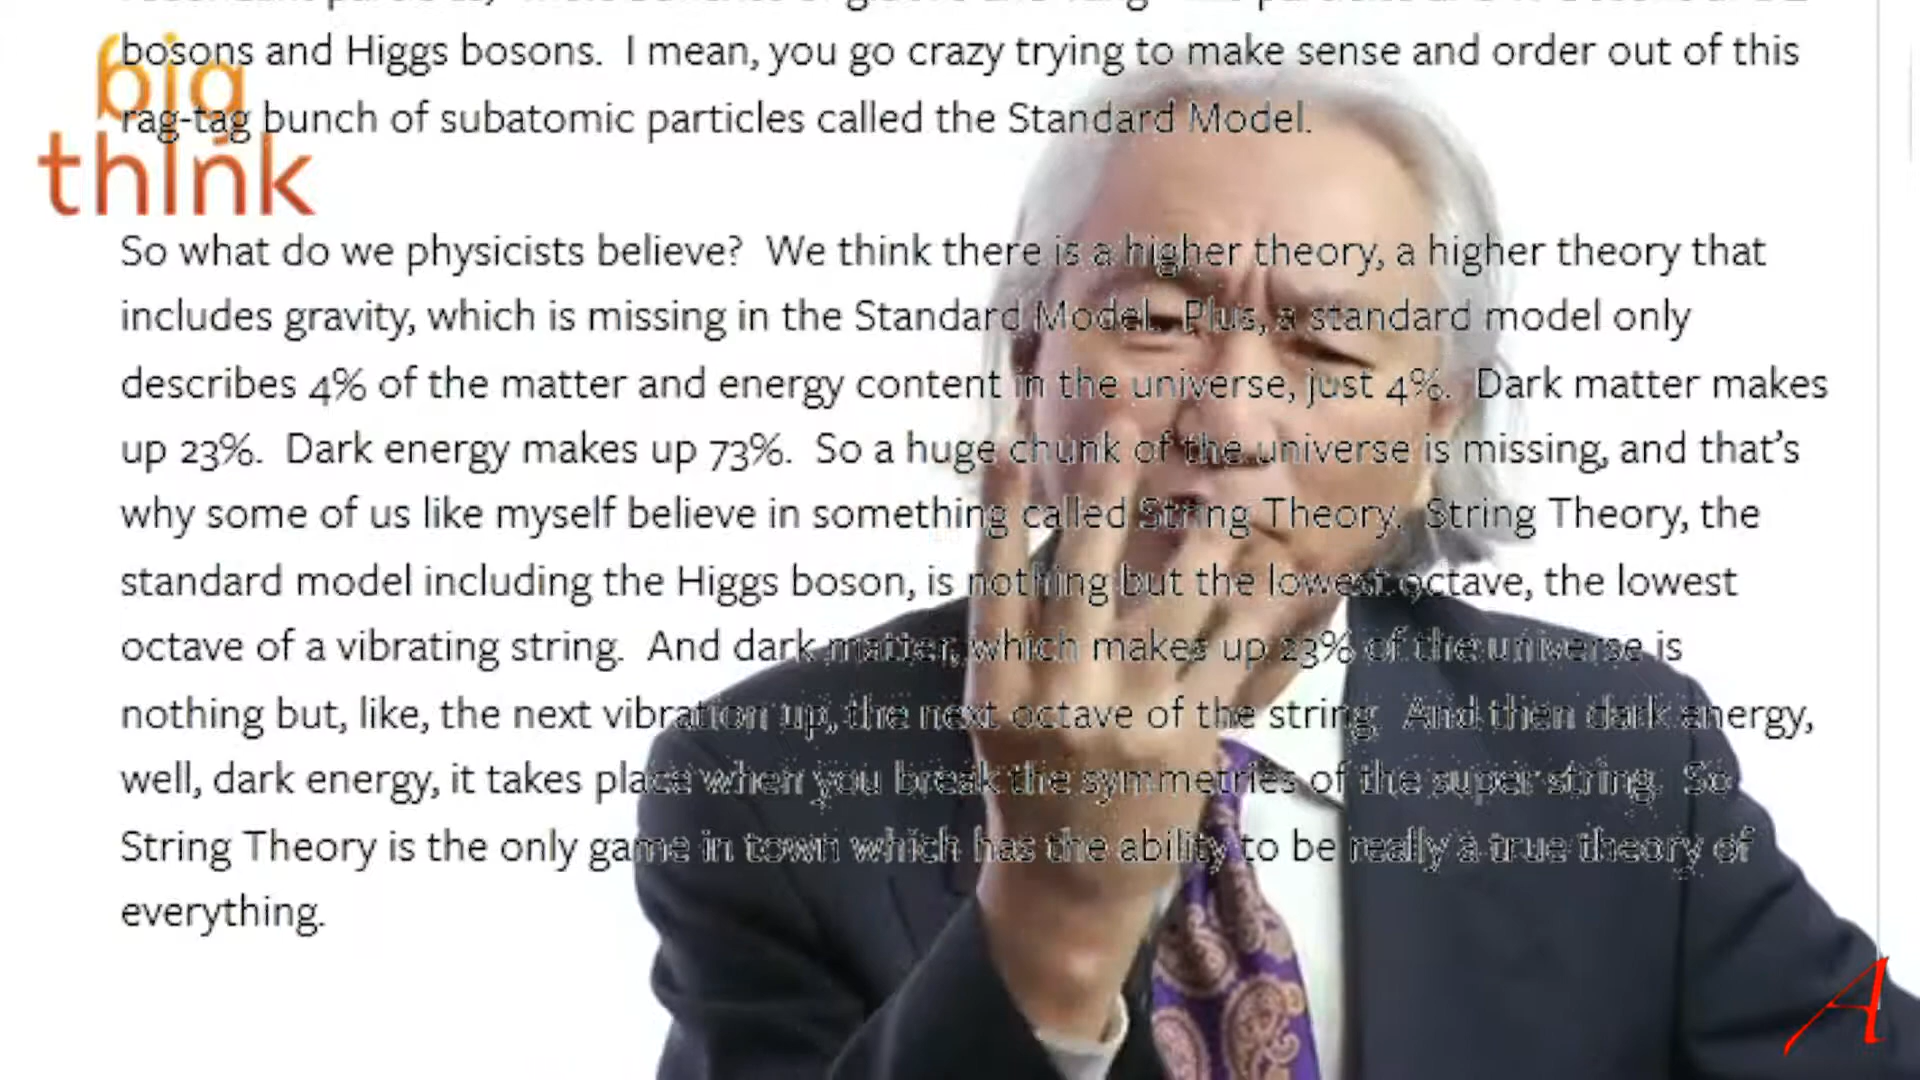 bosons and Higgs bosons. I mean, you go crazy trying to make sense and order out of this
rag-tag bunch of subatomic particles called the Standard Model.
big
think
So what do we physicists believe? We think there is a higher theory, a higher theory that
includes gravity, which is missing in the Standard Model. Plus, a standard model only
describes 4% of the matter and energy content in the universe, just 4%. Dark matter makes
up 23%. Dark energy makes up 73%. So a huge chunk of the universe is missing, and that's
why some of us like myself believe in something called String Theory. String Theory, the
standard model including the Higgs boson, is nothing but the lowest octave, the lowest
octave of a vibrating string. And dark matter, which makes up 23% of the universe is
nothing but, like, the next vibration up, the next octave of the string. And then dark energy,
well, dark energy, it takes place when you break the symmetries of the super string. So
String Theory is the only game in town which has the ability to be really a true theory of
everything.
A